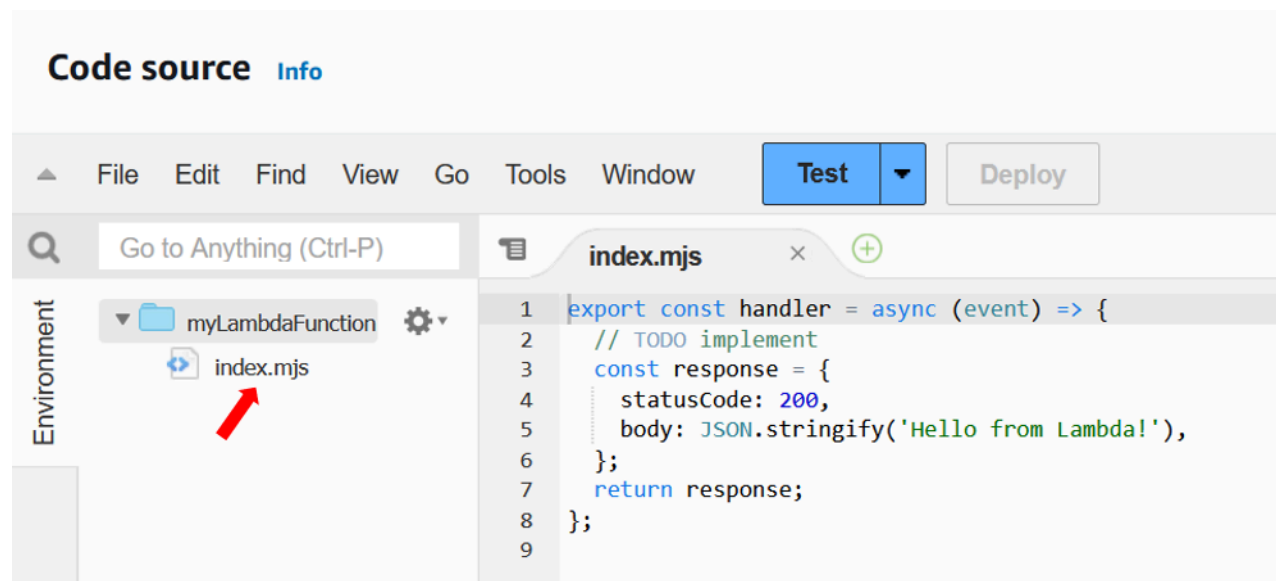 Code source Info
File Edit Find View Go Tools Window Test Deploy
Go to Anything (Ctrl-P)
index.mjs
Environment
myLambdaFunction
index.mjs
1 export const handler = async (event) => {
2 // TODO implement
3 const response = {
4 statusCode: 200,
5 body: JSON.stringify('Hello from Lambda!'),
6 };
7 return response;
8 };
9